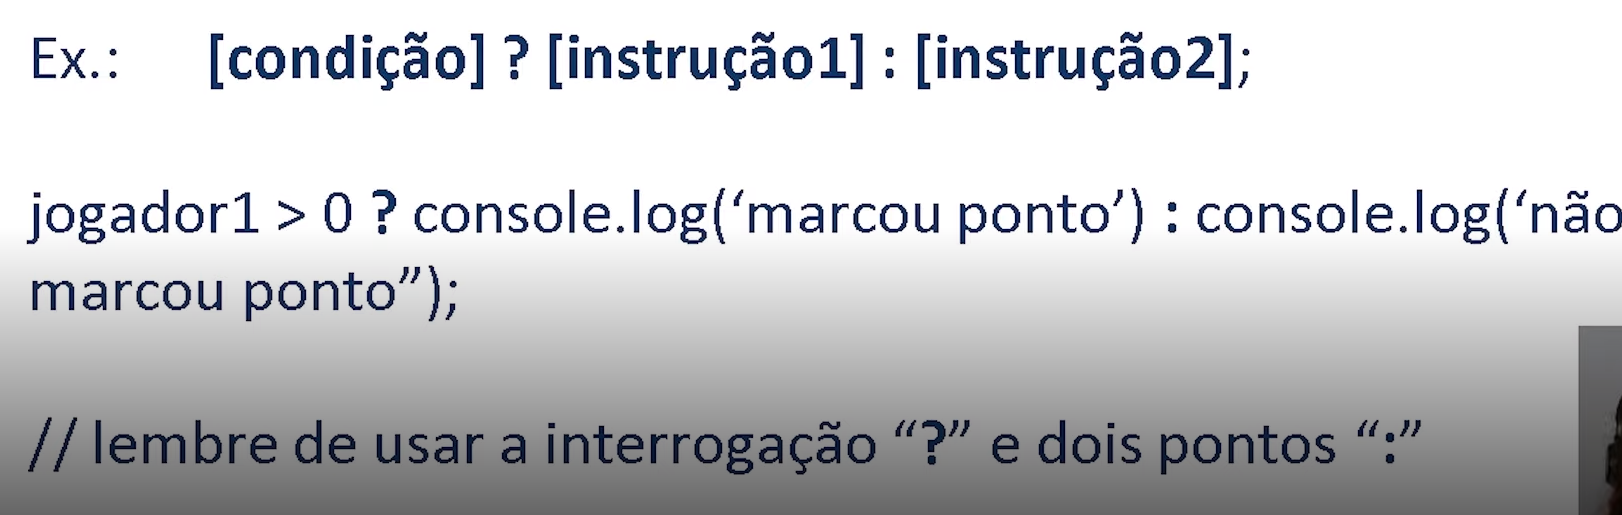 Ex.: [condição] ? [instrução1] : [instrução2];
jogador1 > 0 ? console.log(‘marcou ponto’) : console.log(‘não
marcou ponto”);
// lembre de usar a interrogação “?” e dois pontos “:”